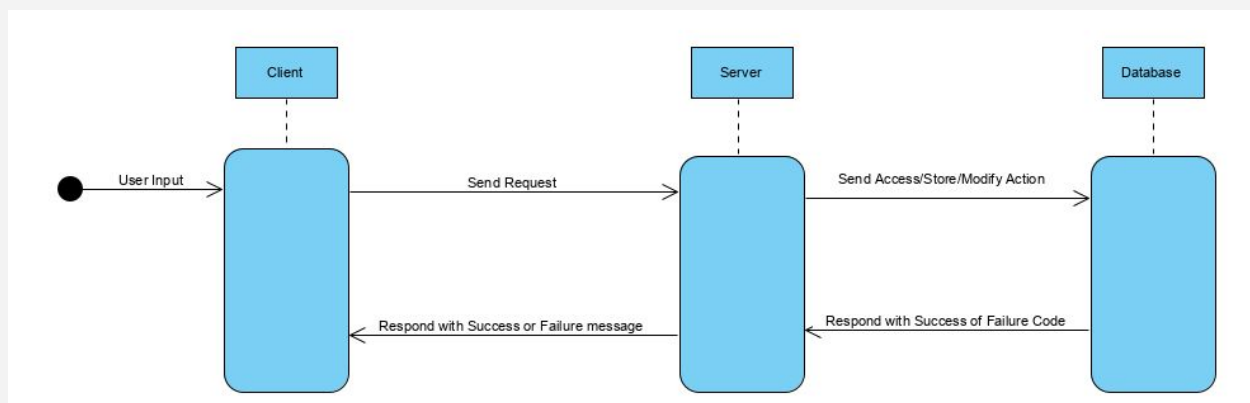 Client
Server
Database
User Input
Send Request
Send Access/Store/Modify Action
Respond with Success or Failure message
Respond with Success of Failure Code